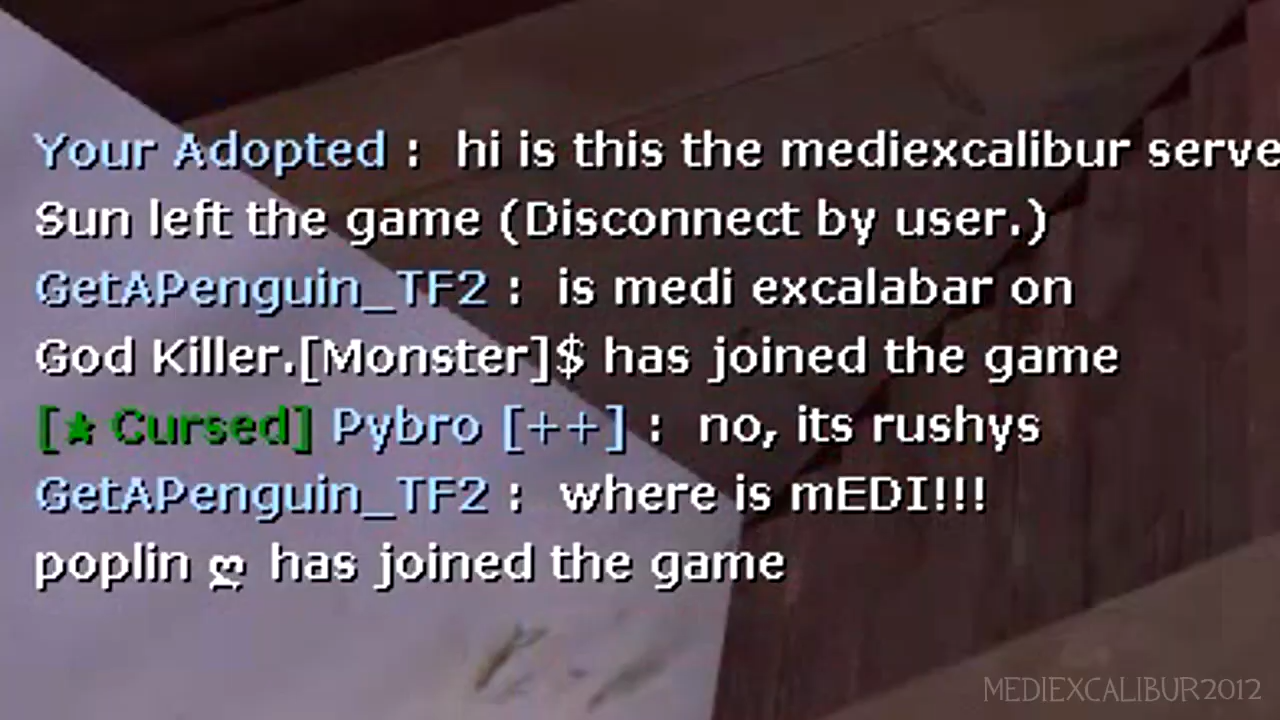 Your Adopted :  hi is this the mediexcalibur serve
Sun left the game (Disconnect by user.)
GetAPenguin_TF2 :  is medi excalabar on
God Killer.[Monster]$ has joined the game
[★ Cursed] Pybro [++] :  no, its rushys
GetAPenguin_TF2 :  where is mEDI!!!
poplin ღ has joined the game
MEDIEXCALIBUR2012